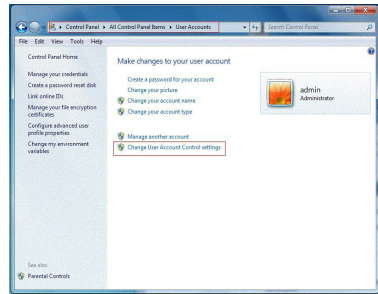 Control Panel ▸ All Control Panel Items ▸ User Accounts
Search Control Panel
File Edit View Tools Help
Control Panel Home
Manage your credentials
Create a password reset disk
Link online IDs
Manage your file encryption
certificates
Configure advanced user
profile properties
Change my environment
variables
Make changes to your user account
Create a password for your account
Change your picture
Change your account name
Change your account type
Manage another account
Change User Account Control settings
admin
Administrator
See also
Parental Controls